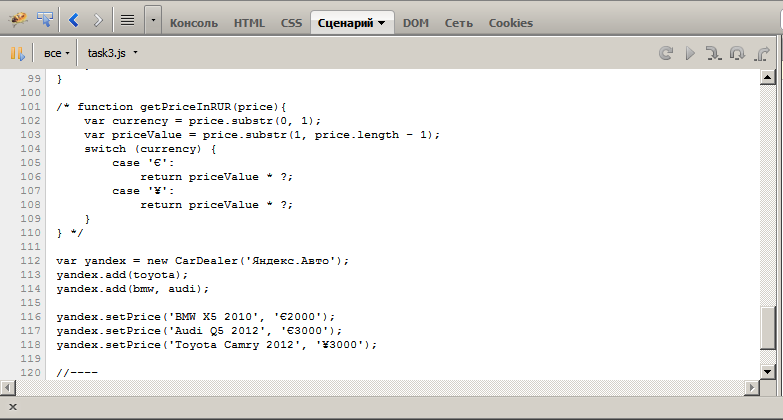 Консоль HTML CSS Сценарий DOM Сеть Cookies
все task3.js
99 }
100
101 /* function getPriceInRUR(price){
102     var currency = price.substr(0, 1);
103     var priceValue = price.substr(1, price.length - 1);
104     switch (currency) {
105         case '€':
106             return priceValue * ?;
107         case '¥':
108             return priceValue * ?;
109     }
110 } */
111
112 var yandex = new CarDealer('Яндекс.Авто');
113 yandex.add(toyota);
114 yandex.add(bmw, audi);
115
116 yandex.setPrice('BMW X5 2010', '€2000');
117 yandex.setPrice('Audi Q5 2012', '€3000');
118 yandex.setPrice('Toyota Camry 2012', '¥3000');
119
120 //----